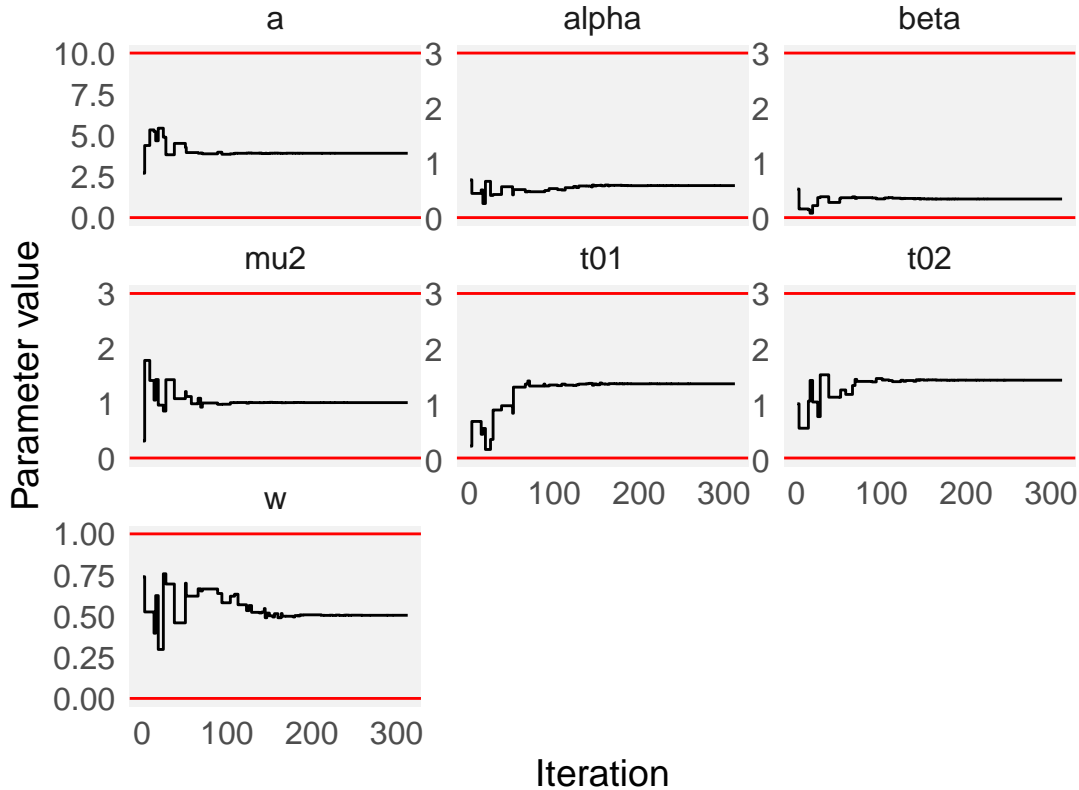 a alpha beta
10.0 3 3
7.5 2 2
5.0 1 1
2.5 0 0
0.0
mu2 t01 t02
3 3 3
2 2 2
1 1 1
0 0 0
0 100 200 300 0 100 200 300
w
1.00
0.75
0.50
0.25
0.00
0 100 200 300
Parameter value
Iteration